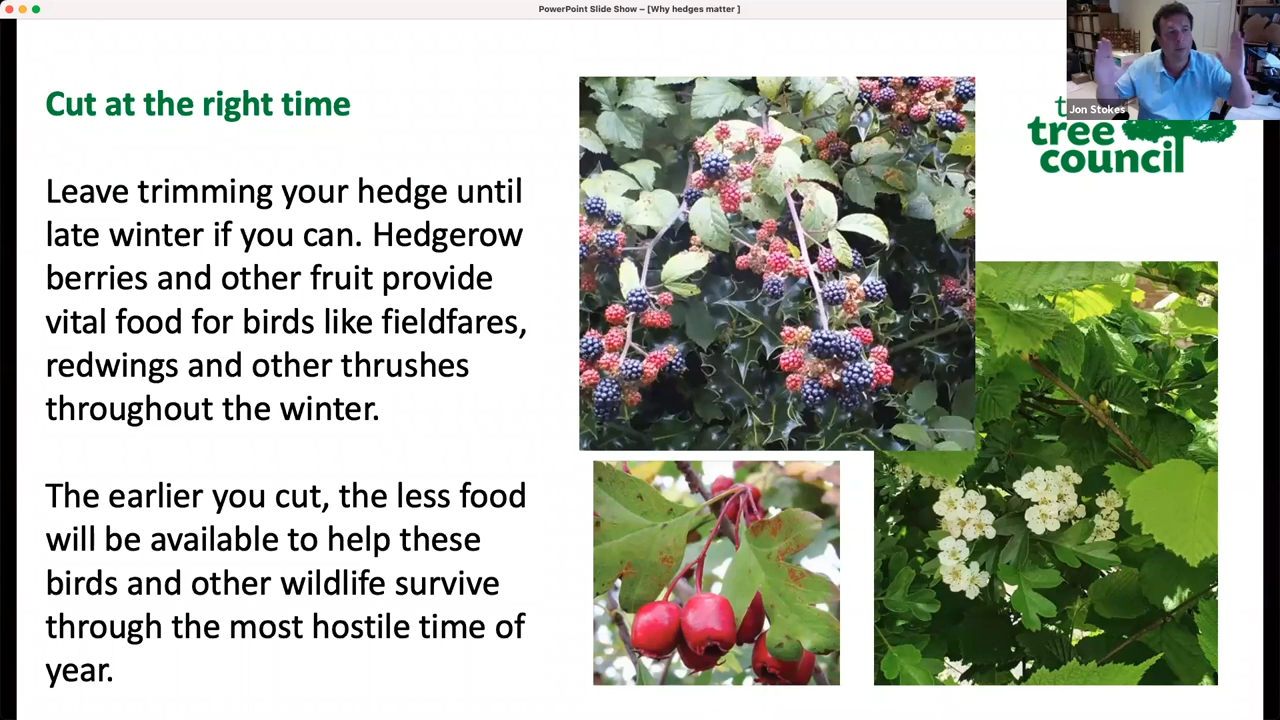 PowerPoint Slide Show – [Why hedges matter ]
Jon Stokes
Cut at the right time
tree
council
Leave trimming your hedge until
late winter if you can. Hedgerow
berries and other fruit provide
vital food for birds like fieldfares,
redwings and other thrushes
throughout the winter.
The earlier you cut, the less food
will be available to help these
birds and other wildlife survive
through the most hostile time of
year.